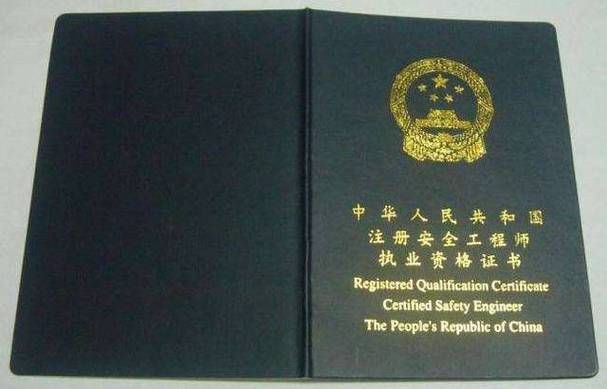 中华人民共和国
注册安全工程师
执业资格证书
Registered Qualification Certificate
Certified Safety Engineer
The People's Republic of China